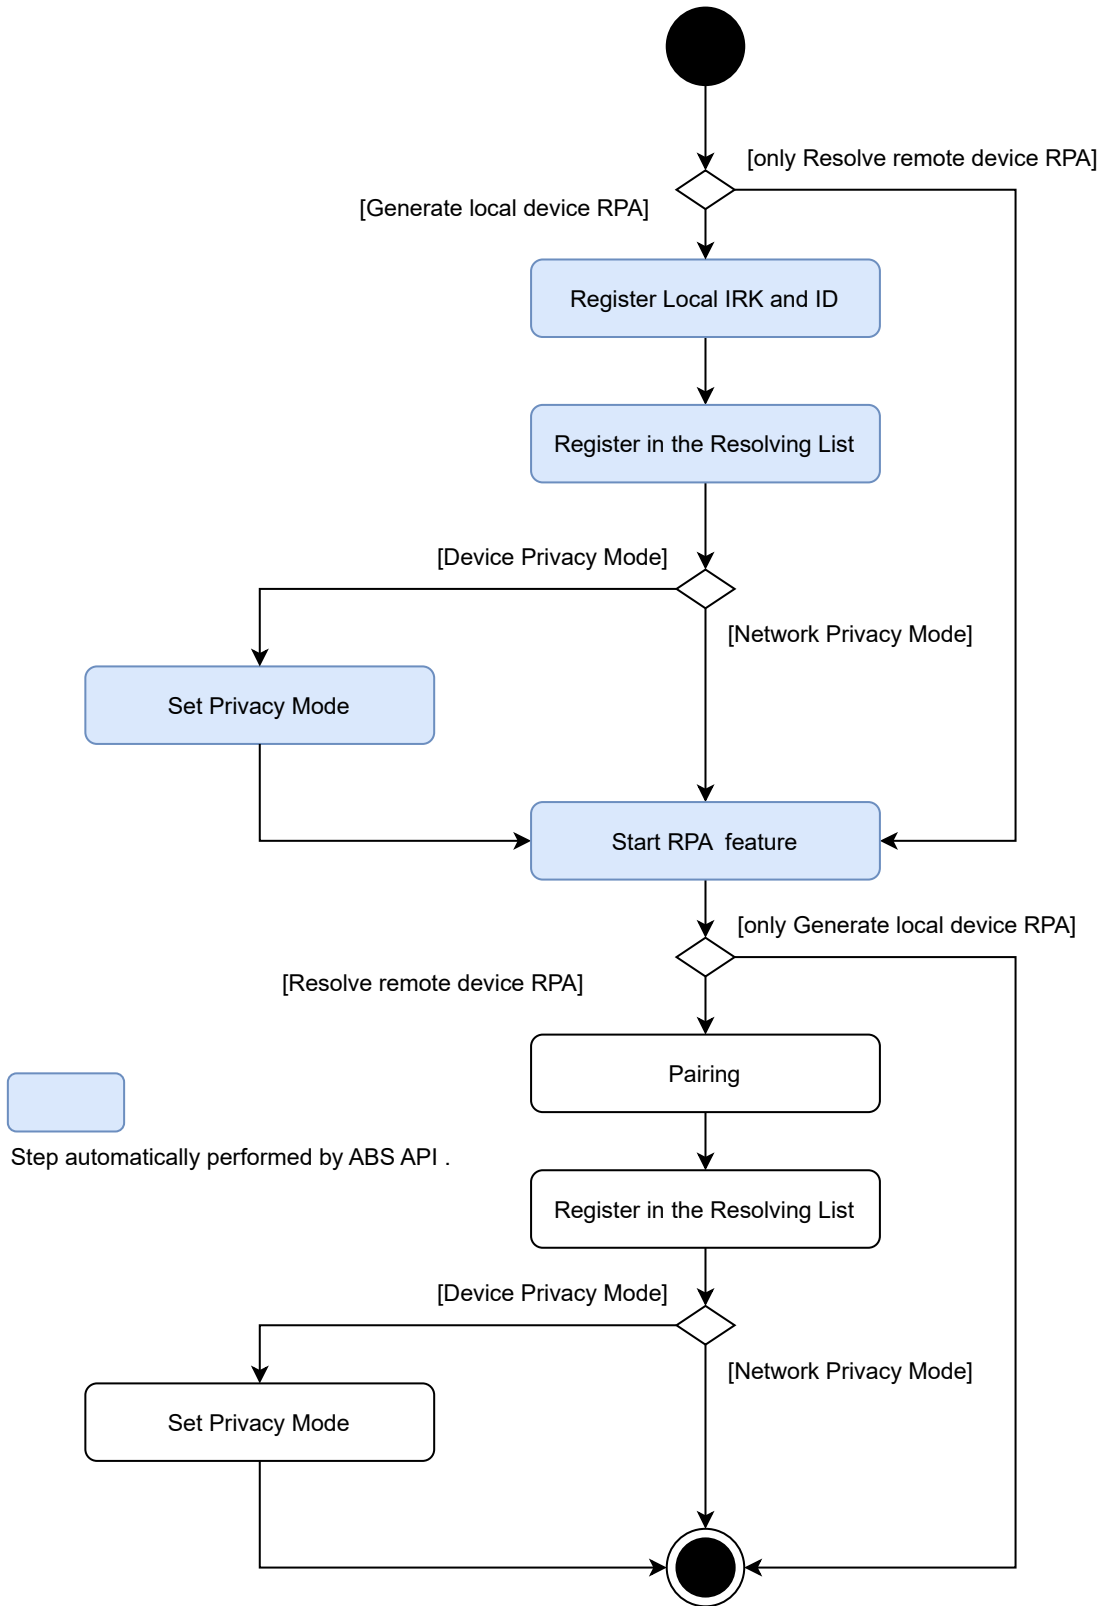 [only Resolve remote device RPA]
[Generate local device RPA]
Register Local IRK and ID
Register in the Resolving List
[Device Privacy Mode]
[Network Privacy Mode]
Set Privacy Mode
Start RPA  feature
[only Generate local device RPA]
[Resolve remote device RPA]
Pairing
Step automatically performed by ABS API .
Register in the Resolving List
[Device Privacy Mode]
[Network Privacy Mode]
Set Privacy Mode